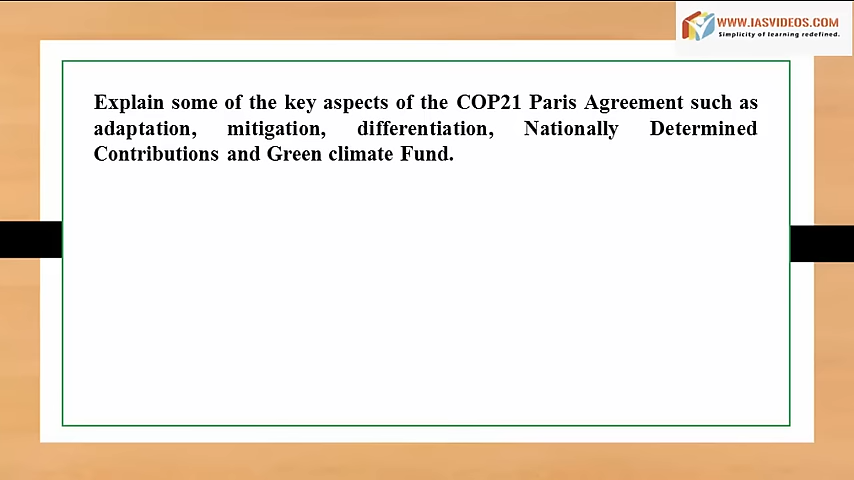 WWW.IASVIDEOS.COM
Simplicity of learning redefined.
Explain some of the key aspects of the COP21 Paris Agreement such as
adaptation, mitigation, differentiation, Nationally Determined
Contributions and Green climate Fund.